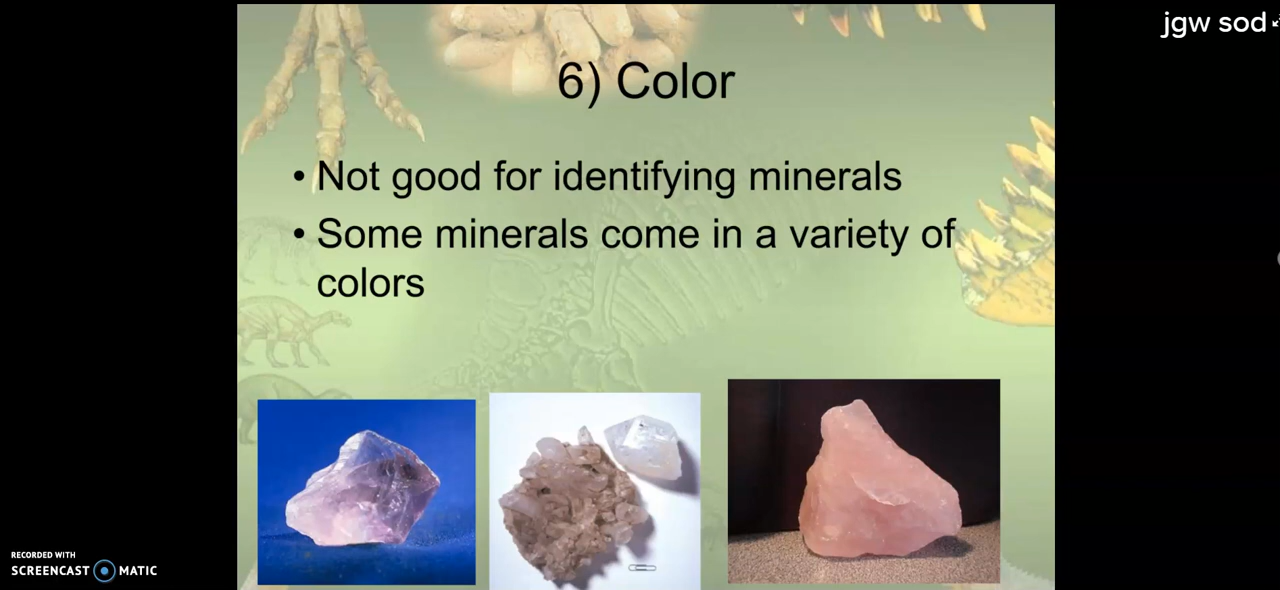 jgw sod
6) Color
• Not good for identifying minerals
• Some minerals come in a variety of
colors
RECORDED WITH
SCREENCAST MATIC